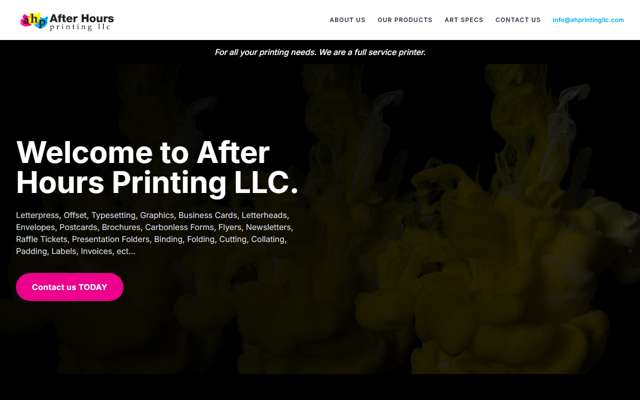 ahp After Hours
printing llc
ABOUT US OUR PRODUCTS ART SPECS CONTACT US info@ahprintingllc.com
For all your printing needs. We are a full service printer.
Welcome to After
Hours Printing LLC.
Letterpress, Offset, Typesetting, Graphics, Business Cards, Letterheads,
Envelopes, Postcards, Brochures, Carbonless Forms, Flyers, Newsletters,
Raffle Tickets, Presentation Folders, Binding, Folding, Cutting, Collating,
Padding, Labels, Invoices, ect...
Contact us TODAY